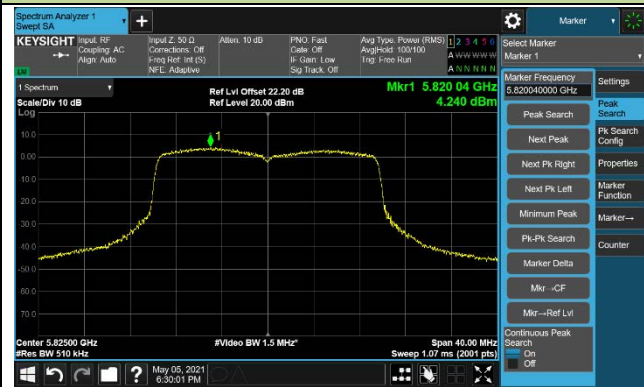 Spectrum Analyzer 1
Swept SA
Marker
KEYSIGHT
Input: RF
Coupling: AC
Align: Auto
Input Z: 50 Ω
Corrections: Off
Freq Ref: Int (S)
NFE: Adaptive
Atten: 10 dB
PNO: Fast
Gate: Off
IF Gain: Low
Sig Track: Off
Avg Type: Power (RMS)
Avg|Hold: 100/100
Trig: Free Run
1 2 3 4 5 6
A W W W W W
A N N N N N
Select Marker
Marker 1
LXI
1 Spectrum
Scale/Div 10 dB
Log
Ref Lvl Offset 22.20 dB
Ref Level 20.00 dBm
Mkr1 5.820 04 GHz
4.240 dBm
10.0
0.00
-10.0
-20.0
-30.0
-40.0
-50.0
-60.0
-70.0
1
Center 5.82500 GHz
#Res BW 510 kHz
#Video BW 1.5 MHz*
Span 40.00 MHz
Sweep 1.07 ms (2001 pts)
Marker Frequency
5.820040000 GHz
Peak Search
Next Peak
Next Pk Right
Next Pk Left
Minimum Peak
Pk-Pk Search
Marker Delta
Mkr→CF
Mkr→Ref Lvl
Continuous Peak
Search
On
Off
Settings
Peak
Search
Pk Search
Config
Properties
Marker
Function
Marker→
Counter
May 05, 2021
6:30:01 PM